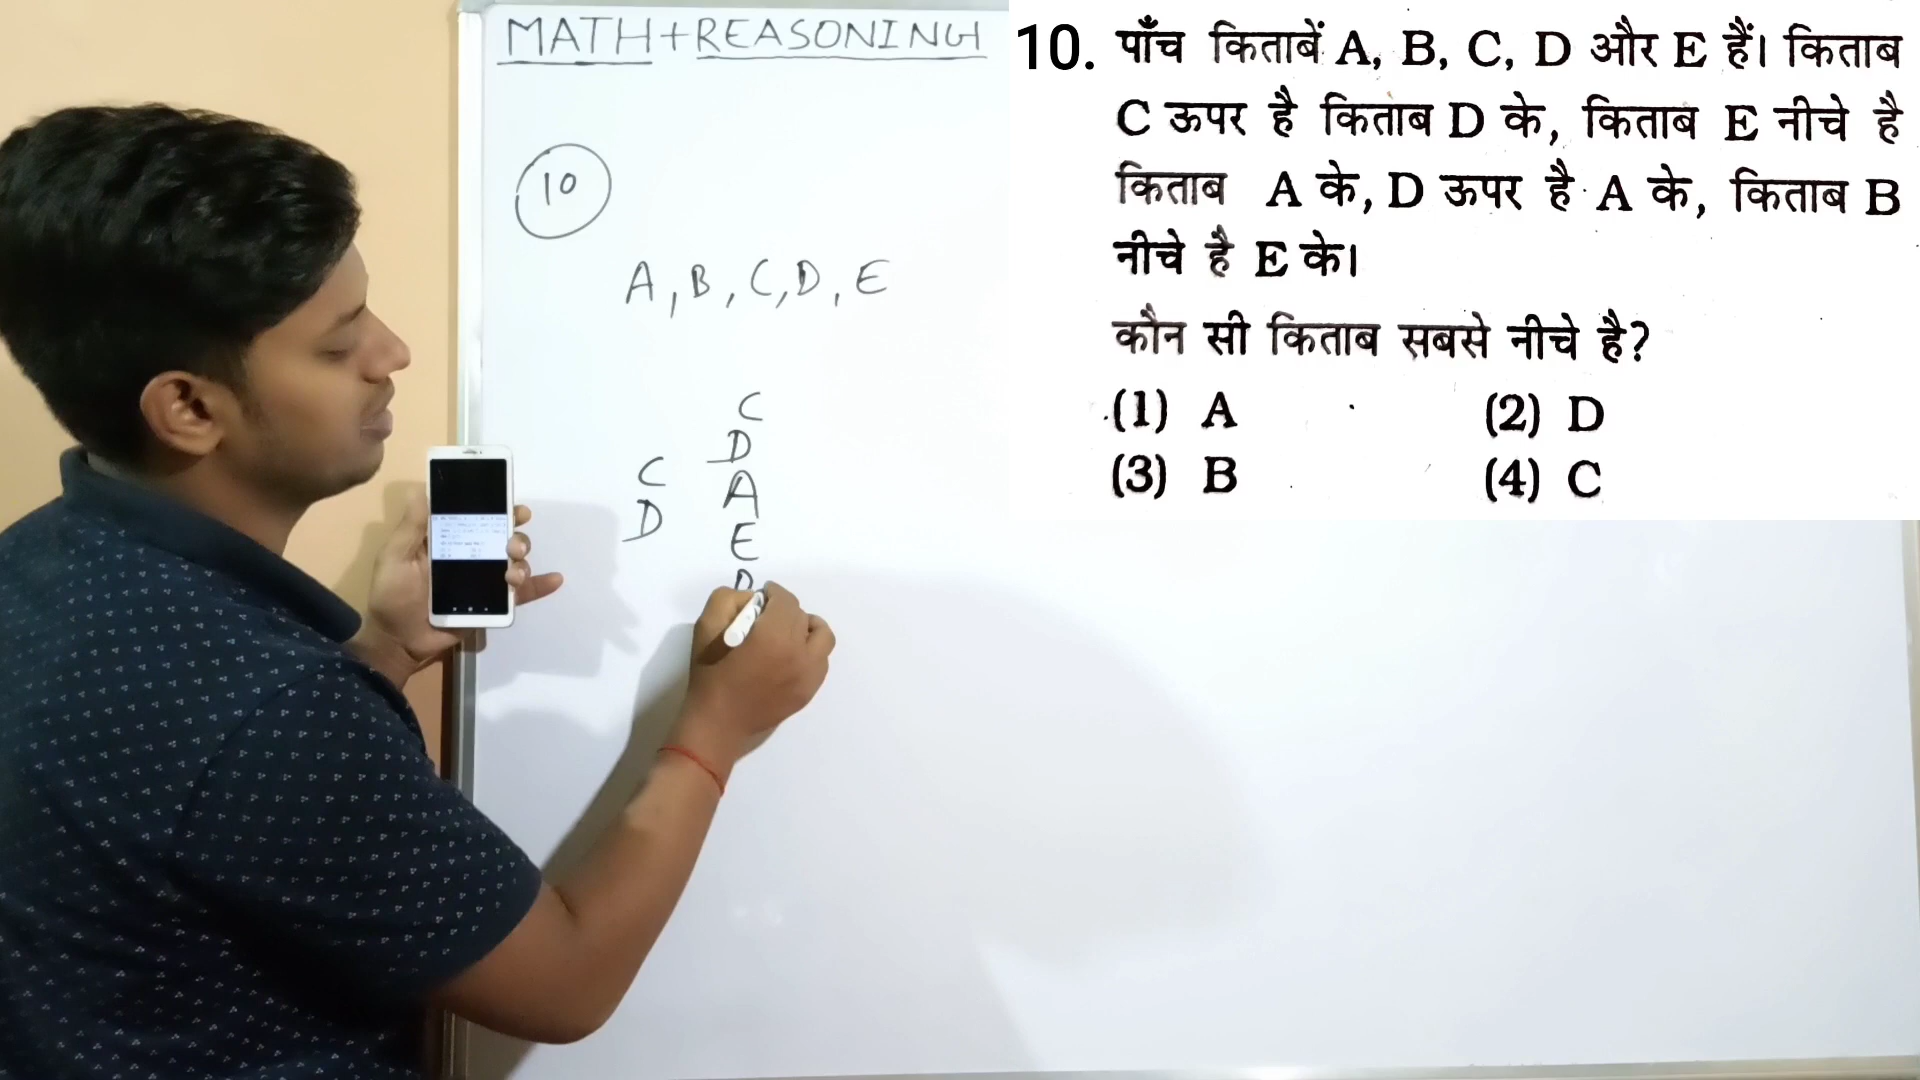 MATH+REASONING
10
A, B, C, D, E
C
D
C
D
A
E
10. पाँच किताबें A, B, C, D और E हैं। किताब
C ऊपर है किताब D के, किताब E नीचे है
किताब A के, D ऊपर है A के, किताब B
नीचे है E के।
कौन सी किताब सबसे नीचे है?
(1) A (2) D
(3) B (4) C